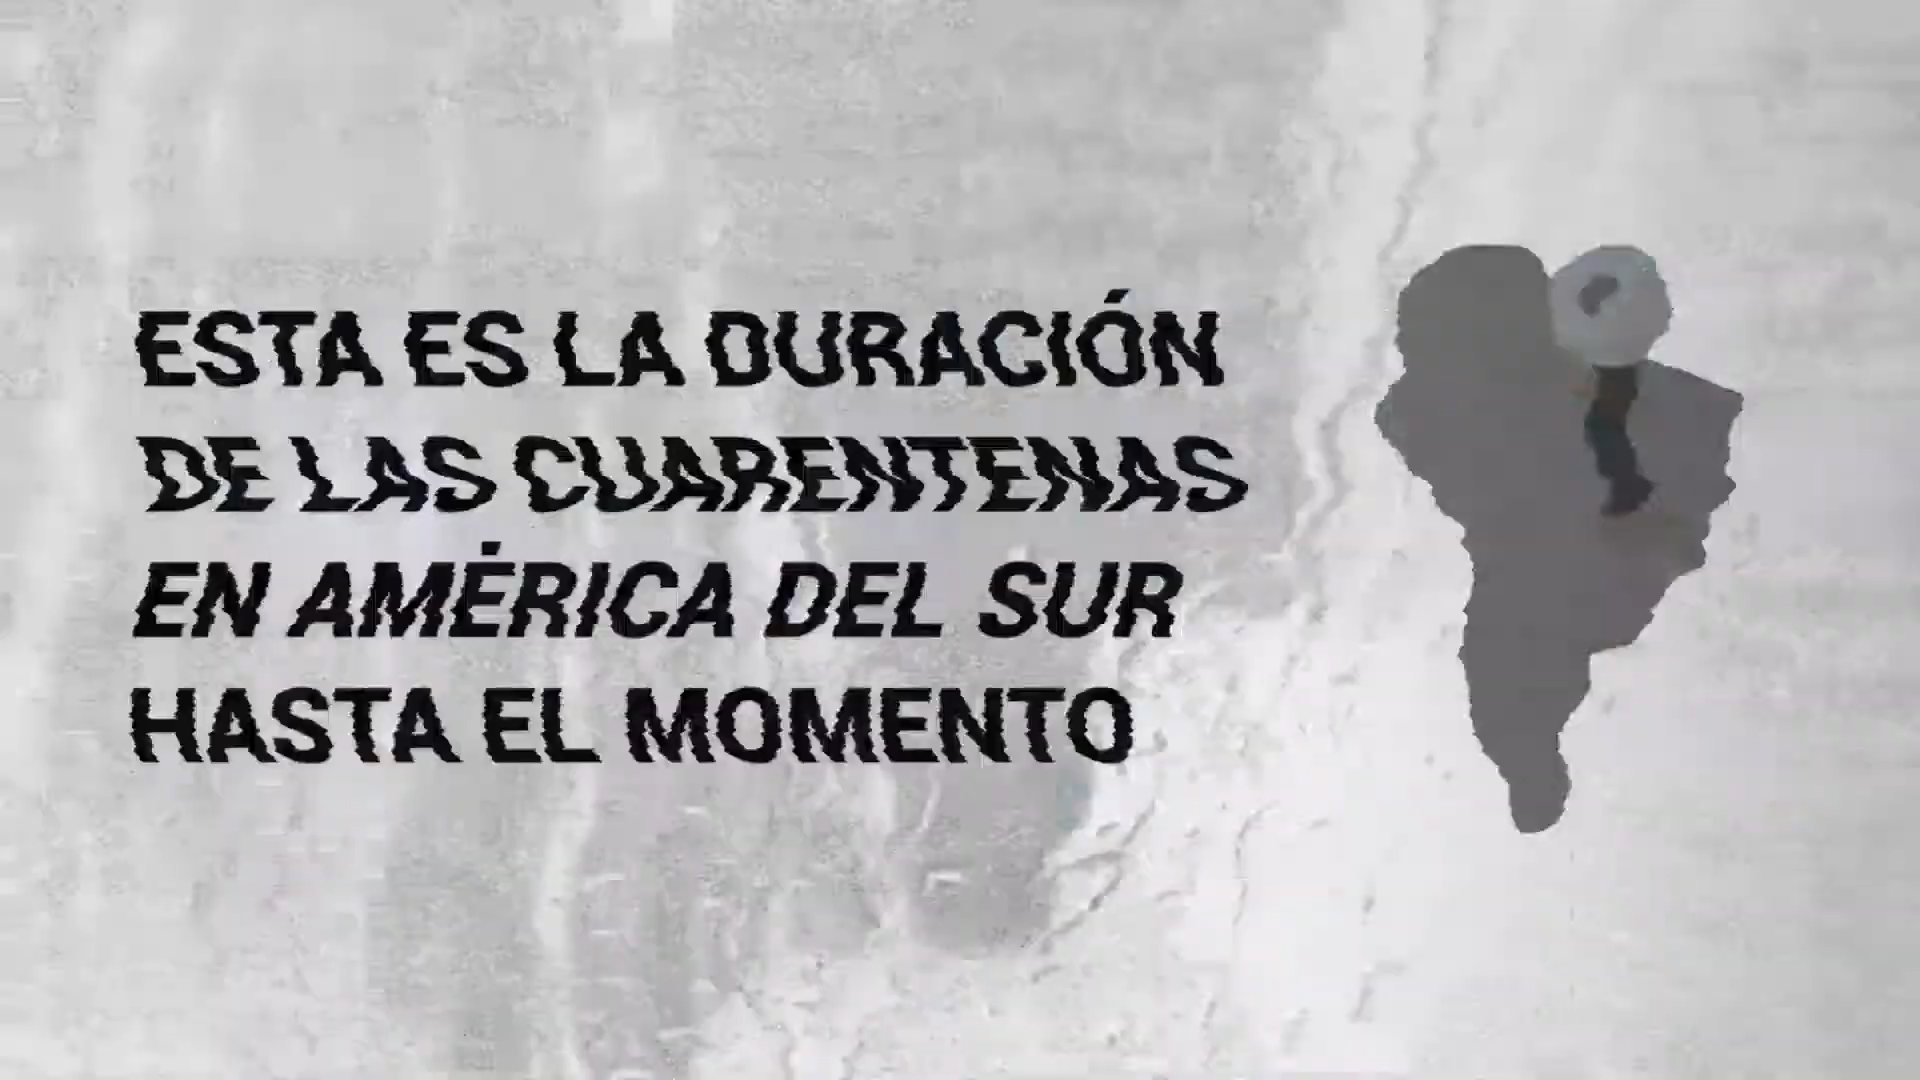 ESTA ES LA DURACIÓN
DE LAS CUARENTENAS
EN AMÉRICA DEL SUR
HASTA EL MOMENTO